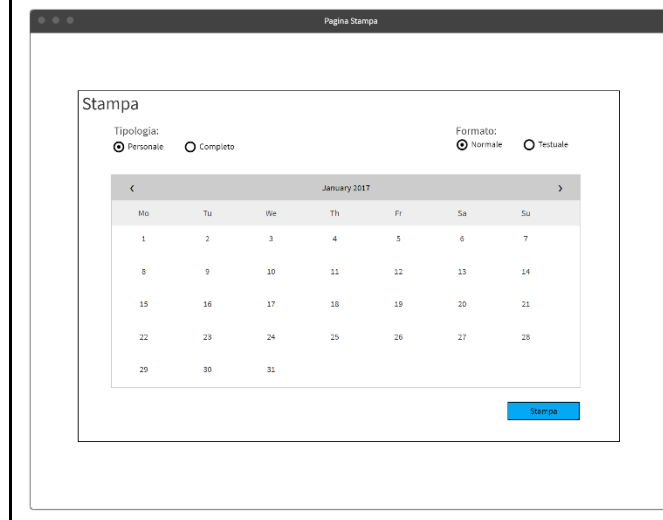 Pagina Stampa
Stampa
Tipologia: Formato:
Personale Completo Normale Testuale
‹ January 2017 ›
Mo Tu We Th Fr Sa Su
1 2 3 4 5 6 7
8 9 10 11 12 13 14
15 16 17 18 19 20 21
22 23 24 25 26 27 28
29 30 31
Stampa